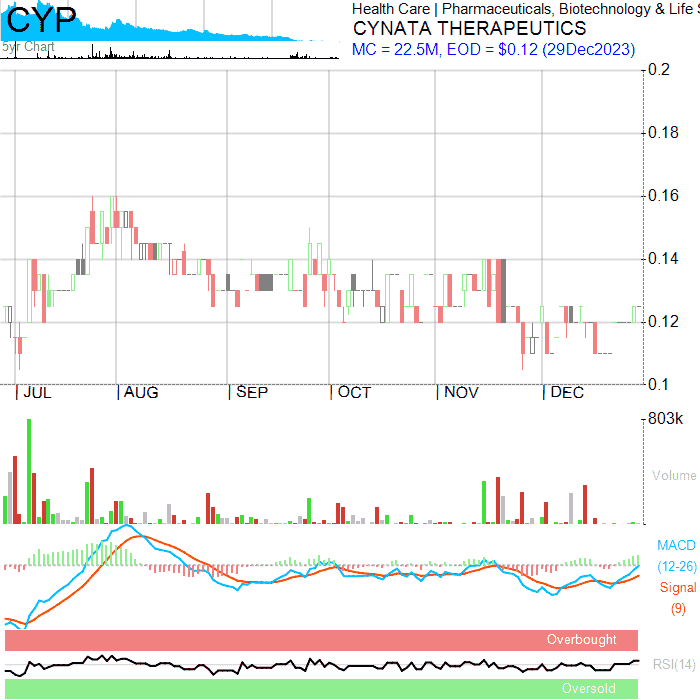 CYP
5yr Chart
Health Care | Pharmaceuticals, Biotechnology & Life S
CYNATA THERAPEUTICS
MC = 22.5M, EOD = $0.12 (29Dec2023)
0.2
0.18
0.16
0.14
0.12
0.1
| JUL | AUG | SEP | OCT | NOV | DEC
803k
Volume
MACD
(12-26)
Signal
(9)
Overbought
RSI(14)
Oversold